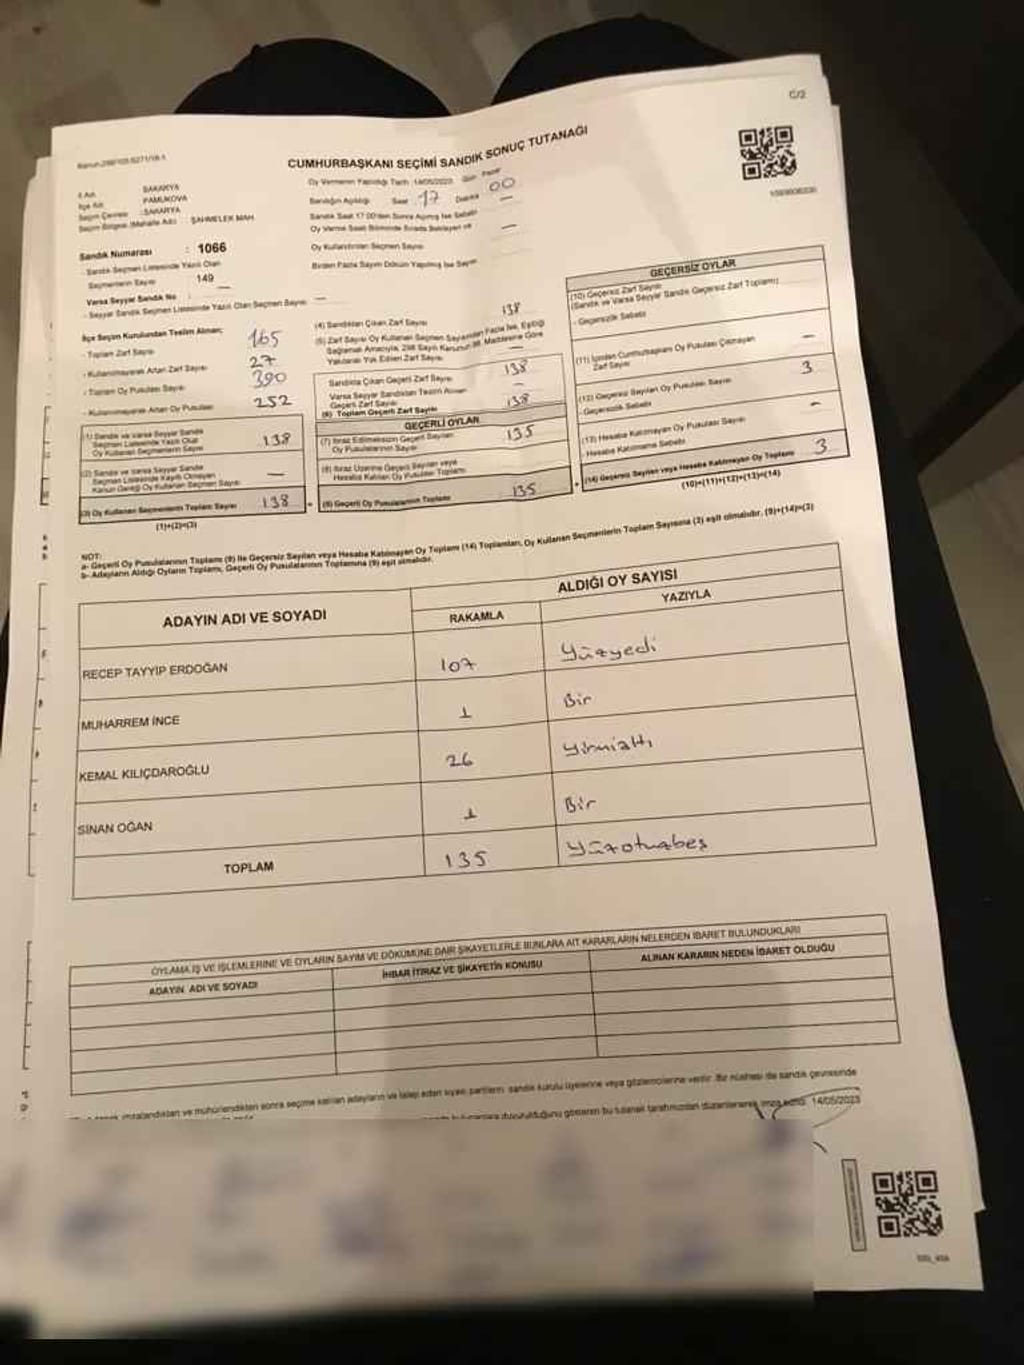 C/2
CUMHURBAŞKANI SEÇİMİ SANDIK SONUÇ TUTANAĞI
İl Adı : SAKARYA
İlçe Adı : PAMUKOVA
Seçim Çevresi : SAKARYA
Seçim Bölgesi (Mahalle Adı) : ŞAHMELEK MAH.
Sandık Numarası : 1066
- Sandık Seçmen Listesinde Yazılı Olan
Seçmenlerin Sayısı : 149
Varsa Seyyar Sandık No : —
- Seyyar Sandık Seçmen Listesinde Yazılı Olan Seçmen Sayısı : —
Oy Vermenin Yapıldığı Tarih : 14/05/2023 Gün : Pazar
Sandığın Açıldığı Saat : 17 Dakika : 00
Sandık Saat 17.00'den Sonra Açılmış İse Sebebi : —
Oy Verme Saati Bitiminde Sırada Bekleyen ve
Oy Kullandırılan Seçmen Sayısı : —
Birden Fazla Sayım Döküm Yapılmış İse Sayısı
İlçe Seçim Kurulundan Teslim Alınan;
- Toplam Zarf Sayısı : 165
- Kullanılmayarak Artan Zarf Sayısı : 27
- Toplam Oy Pusulası Sayısı : 390
- Kullanılmayarak Artan Oy Pusulası : 252
(1) Sandık ve Varsa Seyyar Sandık
Seçmen Listesinde Yazılı Olup
Oy Kullanan Seçmenlerin Sayısı 138
(2) Sandık ve Varsa Seyyar Sandık
Seçmen Listesinde Kayıtlı Olmayan
Kanun Gereği Oy Kullanan Seçmen Sayısı —
(3) Oy Kullanan Seçmenlerin Toplam Sayısı 138
(1)+(2)=(3)
(4) Sandıktan Çıkan Zarf Sayısı 138
(5) Zarf Sayısı Oy Kullanan Seçmen Sayısından Fazla İse, Eşitliği
Sağlamak Amacıyla, 298 Sayılı Kanunun 98. Maddesine Göre
Yakılarak Yok Edilen Zarf Sayısı —
Sandıkta Çıkan Geçerli Zarf Sayısı 138
Varsa Seyyar Sandıktan Teslim Alınan
Geçerli Zarf Sayısı —
(6) Toplam Geçerli Zarf Sayısı 138
GEÇERLİ OYLAR
(7) İtiraz Edilmeksizin Geçerli Sayılan
Oy Pusulalarının Sayısı 135
(8) İtiraz Üzerine Geçerli Sayılan veya
Hesaba Katılan Oy Pusulaları Toplamı
(9) Geçerli Oy Pusulalarının Toplamı 135
GEÇERSİZ OYLAR
(10) Geçersiz Zarf Sayısı
(Sandık ve Varsa Seyyar Sandık Geçersiz Zarf Toplamı)
- Geçersizlik Sebebi
(11) İçinden Cumhurbaşkanı Oy Pusulası Çıkmayan
Zarf Sayısı —
(12) Geçersiz Sayılan Oy Pusulası Sayısı 3
- Geçersizlik Sebebi
(13) Hesaba Katılmayan Oy Pusulası Sayısı —
- Hesaba Katılmama Sebebi
(14) Geçersiz Sayılan veya Hesaba Katılmayan Oy Toplamı 3
(10)+(11)+(12)+(13)=(14)
NOT:
a- Geçerli Oy Pusulalarının Toplamı (9) ile Geçersiz Sayılan veya Hesaba Katılmayan Oy Toplamı (14) Toplamları, Oy Kullanan Seçmenlerin Toplam Sayısına (3) eşit olmalıdır. (9)+(14)=(3)
b- Adayların Aldığı Oyların Toplamı, Geçerli Oy Pusulalarının Toplamına (9) eşit olmalıdır.
ADAYIN ADI VE SOYADI
ALDIĞI OY SAYISI
RAKAMLA YAZIYLA
RECEP TAYYİP ERDOĞAN 107 Yüzyedi
MUHARREM İNCE 1 Bir
KEMAL KILIÇDAROĞLU 26 Yirmialtı
SİNAN OĞAN 1 Bir
TOPLAM 135 Yüzotuzbeş
OYLAMA İŞ VE İŞLEMLERİNE VE OYLARIN SAYIM VE DÖKÜMÜNE DAİR ŞİKAYETLERLE BUNLARA AİT KARARLARIN NELERDEN İBARET BULUNDUKLARI
ADAYIN ADI VE SOYADI İHBAR İTİRAZ VE ŞİKAYETİN KONUSU ALINAN KARARIN NEDEN İBARET OLDUĞU
imzalandıktan ve mühürlendikten sonra seçime katılan adayların ve talep eden siyasi partilerin sandık kurulu üyelerine veya gözlemcilerine verilir. Bir nüshası da sandık çevresinde
duyurulduğunu gösteren bu tutanak tarafımızdan düzenlenerek imza edildi. 14/05/2023